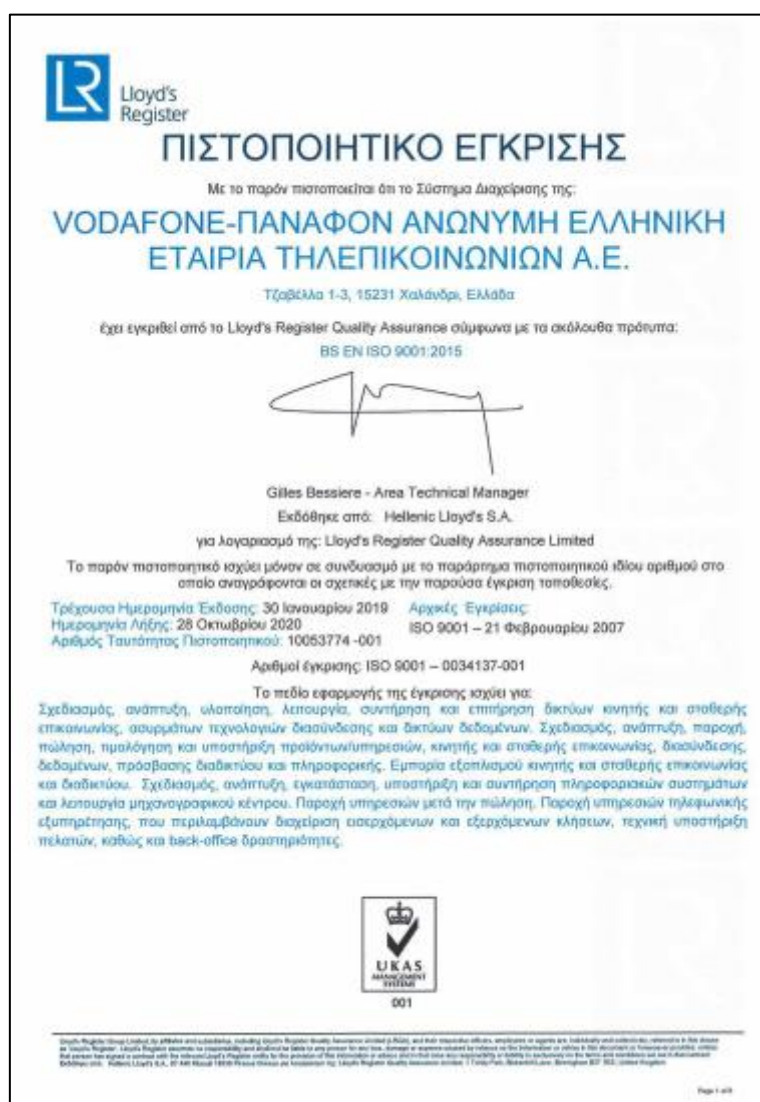 LR
Lloyd's
Register
ΠΙΣΤΟΠΟΙΗΤΙΚΟ ΕΓΚΡΙΣΗΣ
Με το παρόν πιστοποιείται ότι το Σύστημα Διαχείρισης της:
VODAFONE-ΠΑΝΑΦΟΝ ΑΝΩΝΥΜΗ ΕΛΛΗΝΙΚΗ
ΕΤΑΙΡΙΑ ΤΗΛΕΠΙΚΟΙΝΩΝΙΩΝ Α.Ε.
Τζαβέλλα 1-3, 15231 Χαλάνδρι, Ελλάδα
έχει εγκριθεί από το Lloyd's Register Quality Assurance σύμφωνα με τα ακόλουθα πρότυπα:
BS EN ISO 9001:2015
Gilles Bessiere - Area Technical Manager
Εκδόθηκε από: Hellenic Lloyd's S.A.
για λογαριασμό της: Lloyd's Register Quality Assurance Limited
Το παρόν πιστοποιητικό ισχύει μόνον σε συνδυασμό με το παράρτημα πιστοποιητικού ιδίου αριθμού στο
οποίο αναγράφονται οι σχετικές με την παρούσα έγκριση τοποθεσίες.
Τρέχουσα Ημερομηνία Έκδοσης: 30 Ιανουαρίου 2019 Αρχικές Εγκρίσεις:
Ημερομηνία Λήξης: 28 Οκτωβρίου 2020 ISO 9001 – 21 Φεβρουαρίου 2007
Αριθμός Ταυτότητας Πιστοποιητικού: 10053774 -001
Αριθμοί έγκρισης: ISO 9001 – 0034137-001
Το πεδίο εφαρμογής της έγκρισης ισχύει για:
Σχεδιασμός, ανάπτυξη, υλοποίηση, λειτουργία, συντήρηση και επιτήρηση δικτύων κινητής και σταθερής
επικοινωνίας, ασυρμάτων τεχνολογιών διασύνδεσης και δικτύων δεδομένων. Σχεδιασμός, ανάπτυξη, παροχή,
πώληση, τιμολόγηση και υποστήριξη προϊόντων/υπηρεσιών, κινητής και σταθερής επικοινωνίας, διασύνδεσης,
δεδομένων, πρόσβασης διαδικτύου και πληροφορικής. Εμπορία εξοπλισμού κινητής και σταθερής επικοινωνίας
και διαδικτύου. Σχεδιασμός, ανάπτυξη, εγκατάσταση, υποστήριξη και συντήρηση πληροφοριακών συστημάτων
και λειτουργία μηχανογραφικού κέντρου. Παροχή υπηρεσιών μετά την πώληση. Παροχή υπηρεσιών τηλεφωνικής
εξυπηρέτησης, που περιλαμβάνουν διαχείριση εισερχόμενων και εξερχόμενων κλήσεων, τεχνική υποστήριξη
πελατών, καθώς και back-office δραστηριότητες.
UKAS
MANAGEMENT
SYSTEMS
001